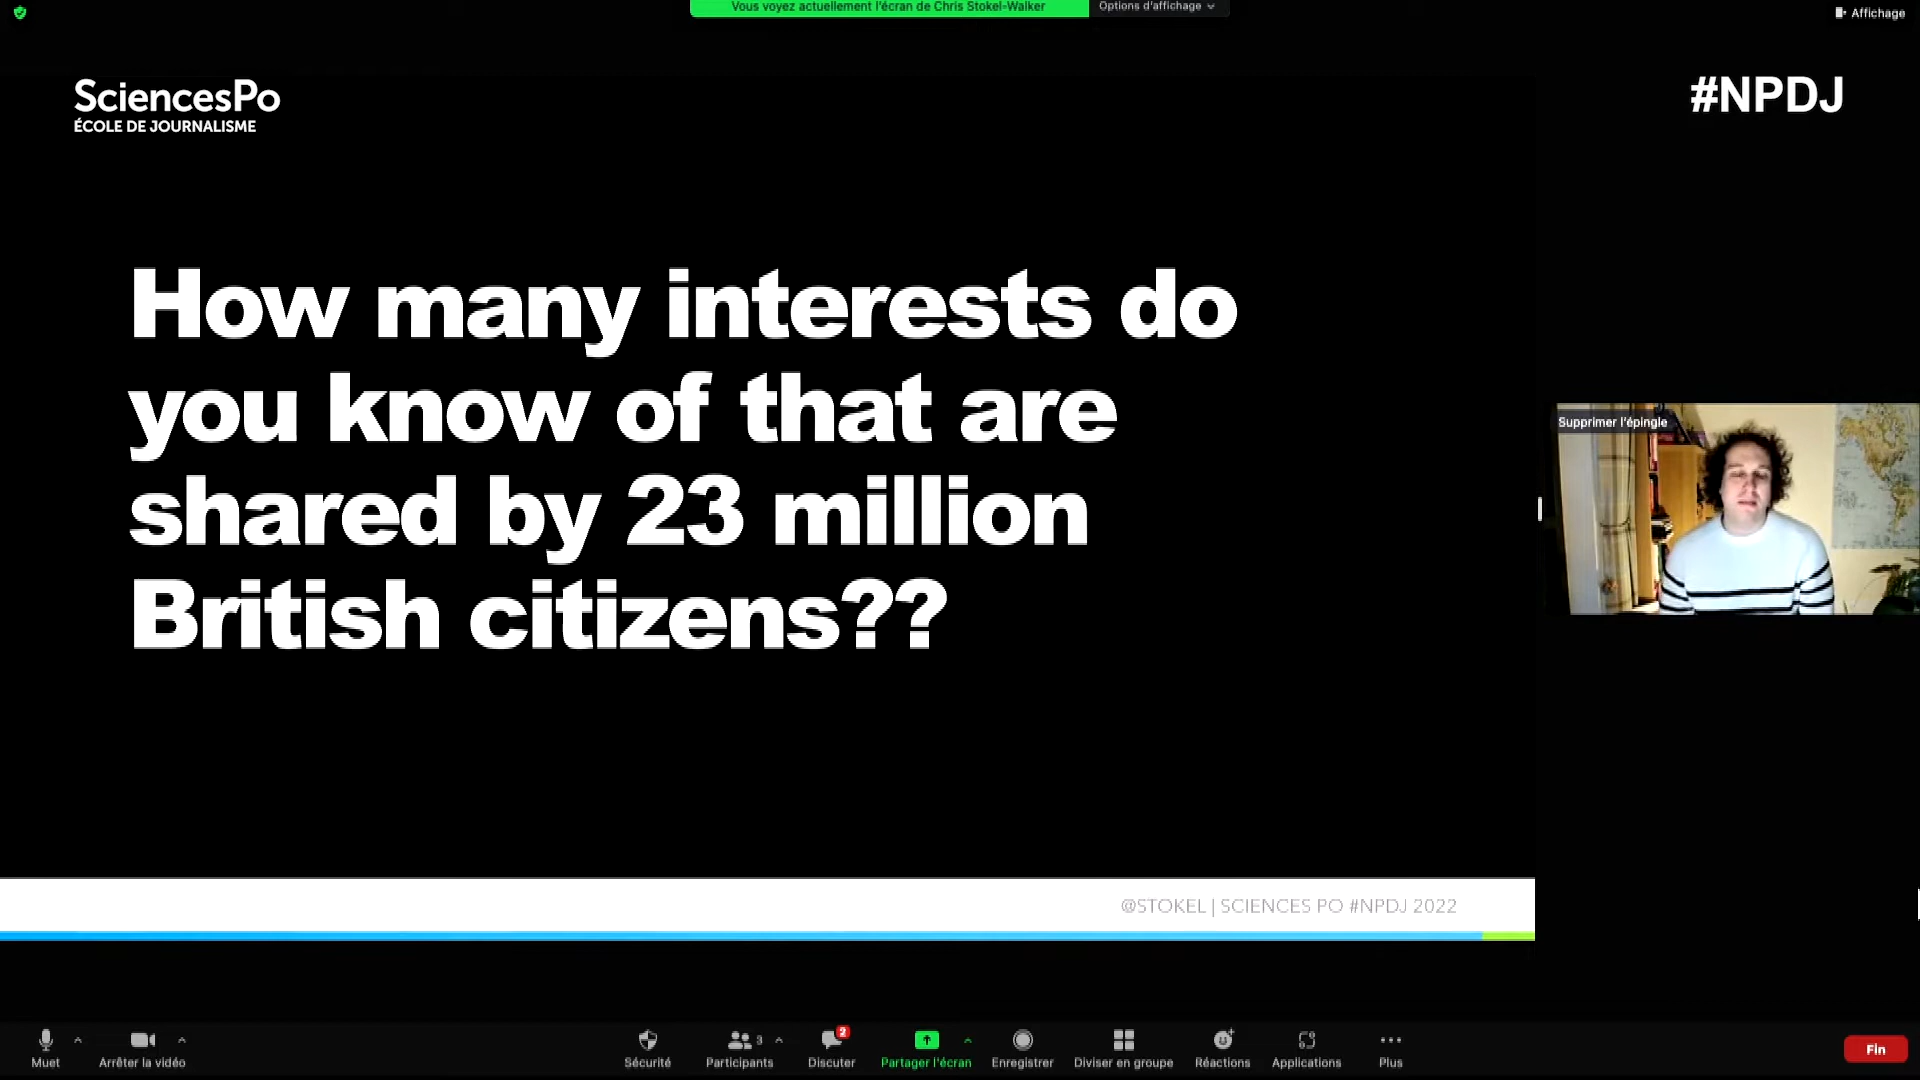 Vous voyez actuellement l'écran de Chris Stokel-Walker
Options d'affichage
Affichage
SciencesPo
ÉCOLE DE JOURNALISME
#NPDJ
How many interests do
you know of that are
shared by 23 million
British citizens??
Supprimer l'épingle
@STOKEL | SCIENCES PO #NPDJ 2022
Muet
Arrêter la vidéo
Sécurité
Participants
3
Discuter
2
Partager l'écran
Enregistrer
Diviser en groupe
Réactions
Applications
Plus
Fin